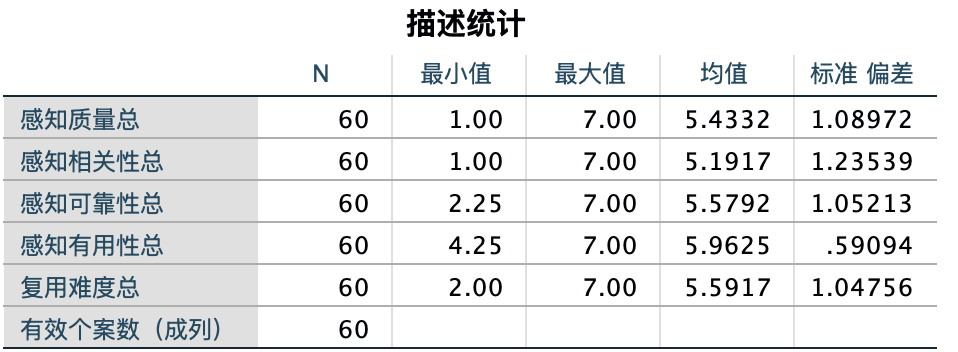 描述统计
N 最小值 最大值 均值 标准 偏差
感知质量总 60 1.00 7.00 5.4332 1.08972
感知相关性总 60 1.00 7.00 5.1917 1.23539
感知可靠性总 60 2.25 7.00 5.5792 1.05213
感知有用性总 60 4.25 7.00 5.9625 .59094
复用难度总 60 2.00 7.00 5.5917 1.04756
有效个案数（成列） 60